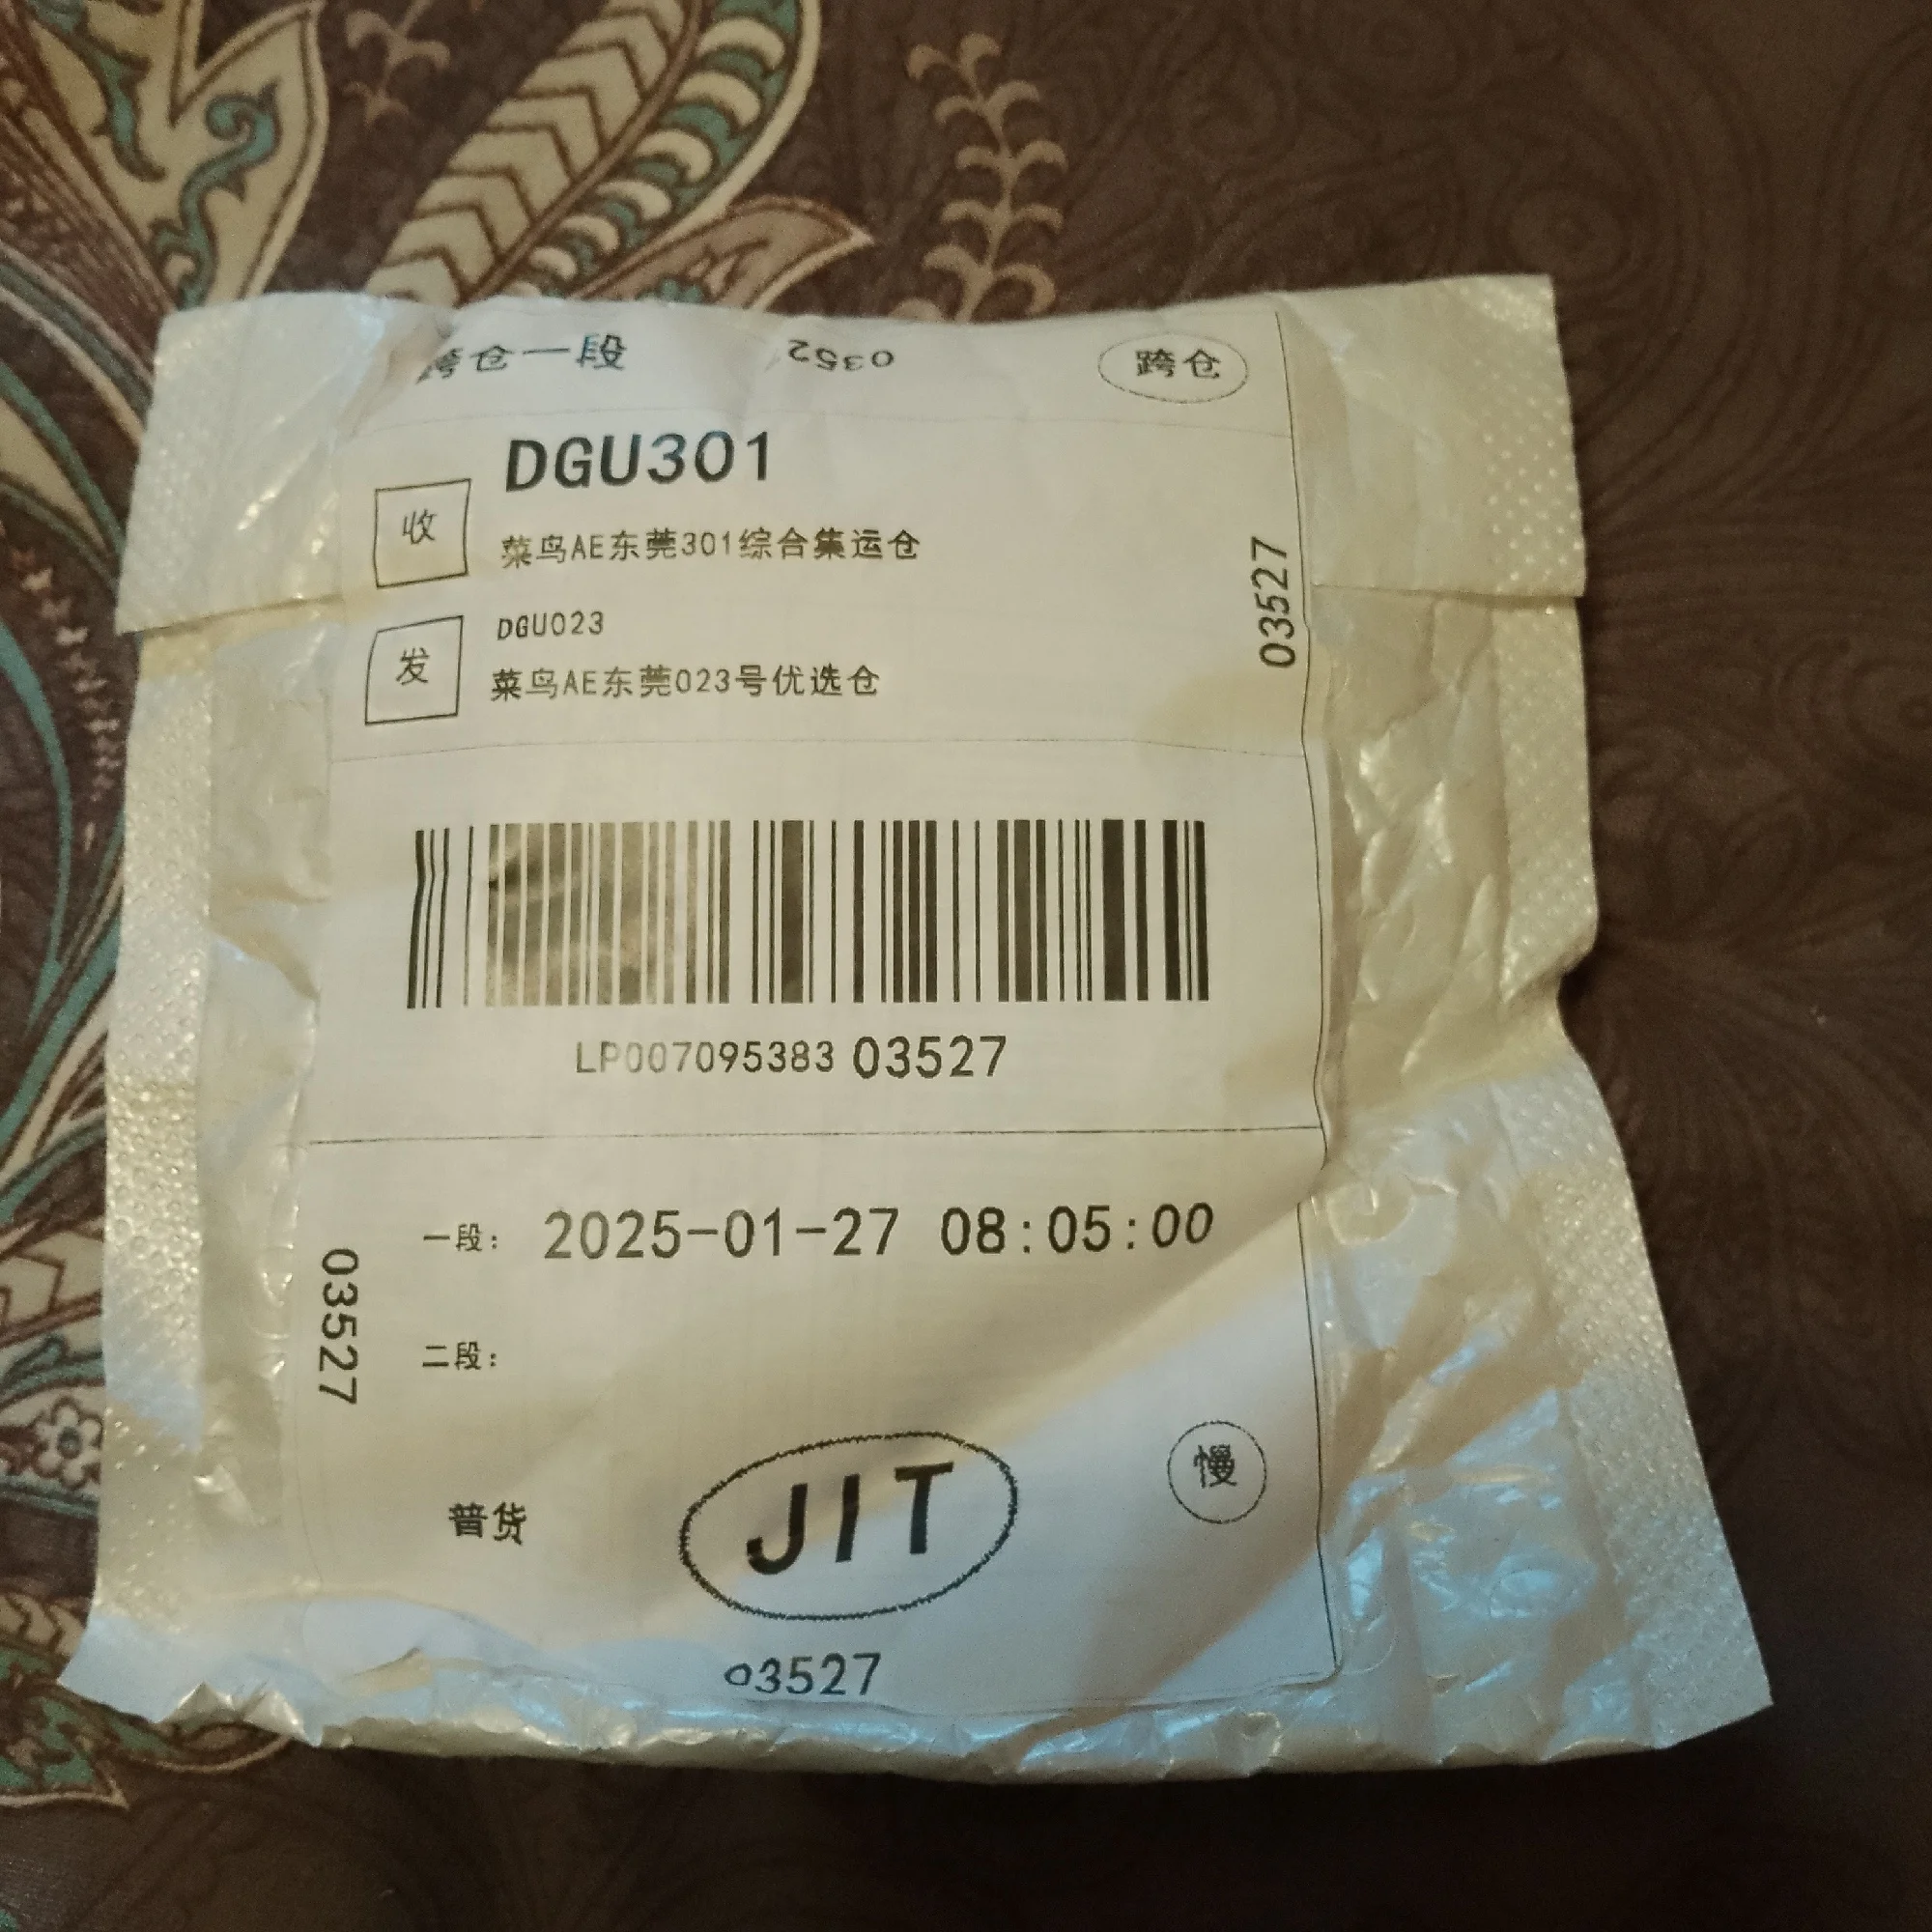 跨仓一段 0352 跨仓
DGU301
收 菜鸟AE东莞301综合集运仓
DGU023
发 菜鸟AE东莞023号优选仓
03527
LP007095383 03527
一段: 2025-01-27 08:05:00
03527
二段:
普货 JIT 慢
03527